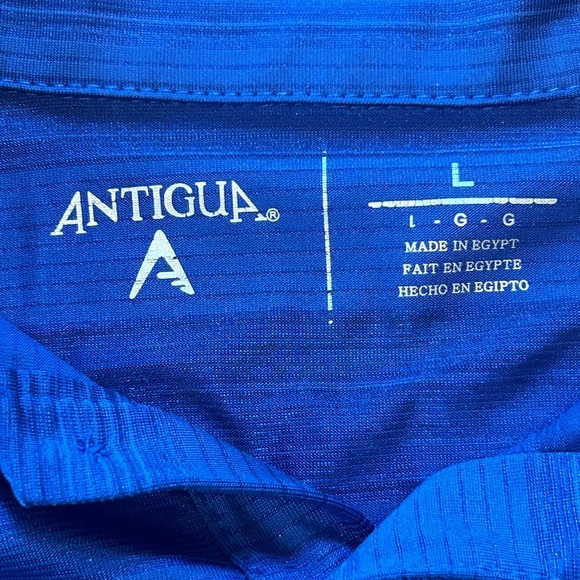 ANTIGUA®
L
L - G - G
MADE IN EGYPT
FAIT EN EGYPTE
HECHO EN EGIPTO